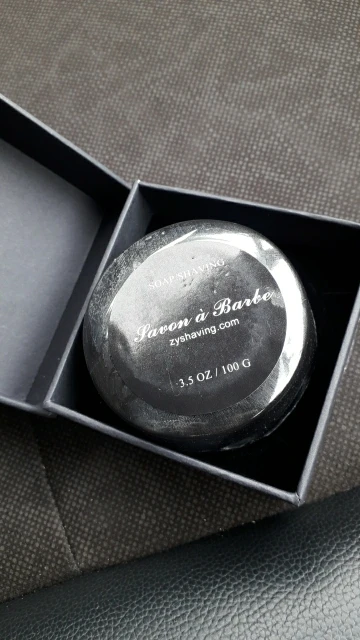 SOAP SHAVING
Savon à Barbe
zyshaving.com
3.5 OZ / 100 G